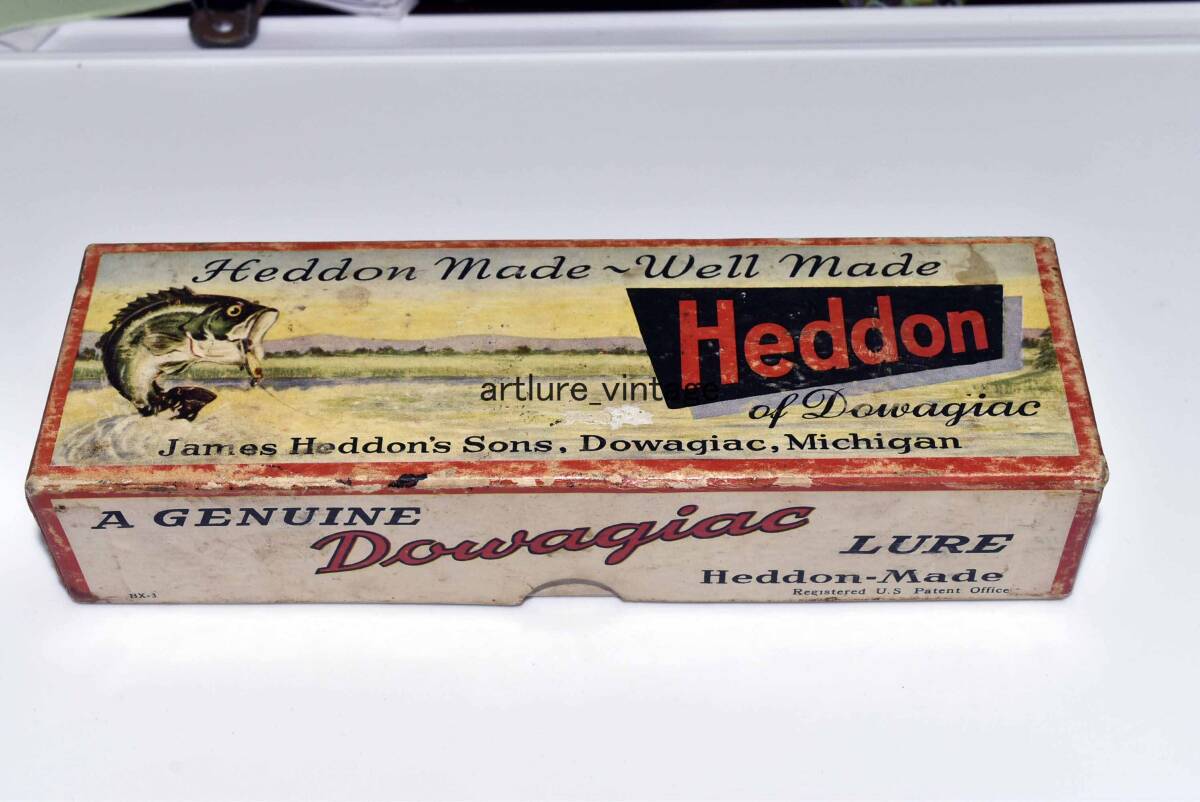 Heddon Made ~ Well Made
Heddon
artlure_vintage
of Dowagiac
James Heddon's Sons, Dowagiac, Michigan
A GENUINE
Dowagiac
LURE
Heddon-Made
Registered U.S Patent Office
BX-3